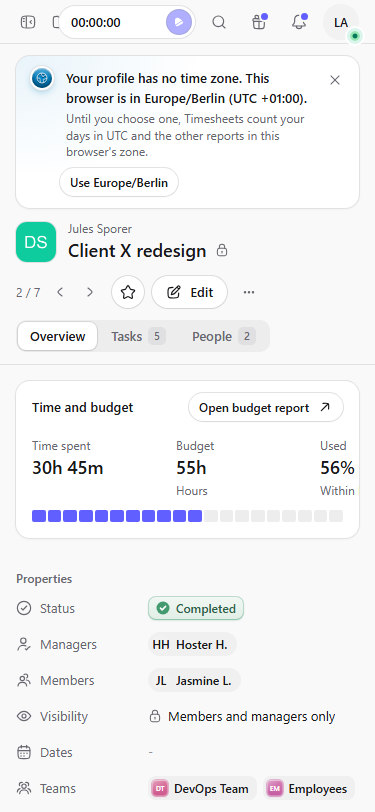 00:00:00
LA
Your profile has no time zone. This
browser is in Europe/Berlin (UTC +01:00).
Until you choose one, Timesheets count your
days in UTC and the other reports in this
browser's zone.
Use Europe/Berlin
DS
Jules Sporer
Client X redesign
2 / 7
Edit
Overview Tasks 5 People 2
Time and budget
Open budget report
Time spent Budget Used
30h 45m 55h 56%
Hours Within
Properties
Status Completed
Managers HH Hoster H.
Members JL Jasmine L.
Visibility Members and managers only
Dates -
Teams DT DevOps Team EM Employees